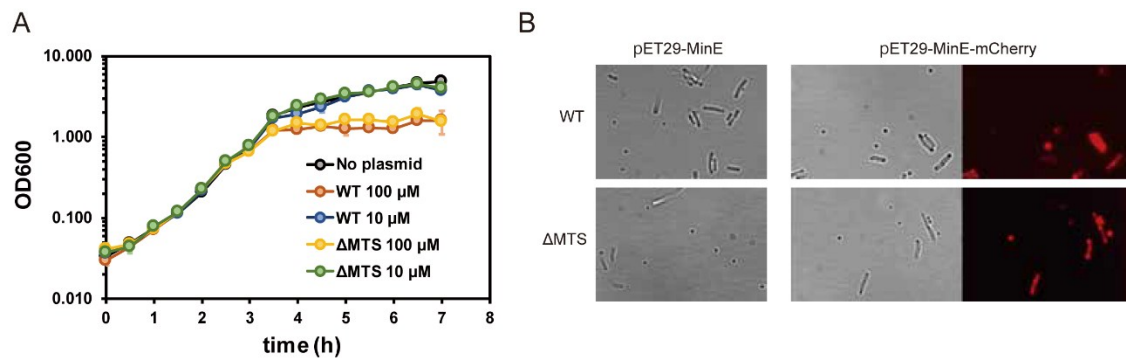 A
OD600
10.000
1.000
0.100
0.010
No plasmid
WT 100 μM
WT 10 μM
ΔMTS 100 μM
ΔMTS 10 μM
0 1 2 3 4 5 6 7 8
time (h)
B
pET29-MinE pET29-MinE-mCherry
WT
ΔMTS